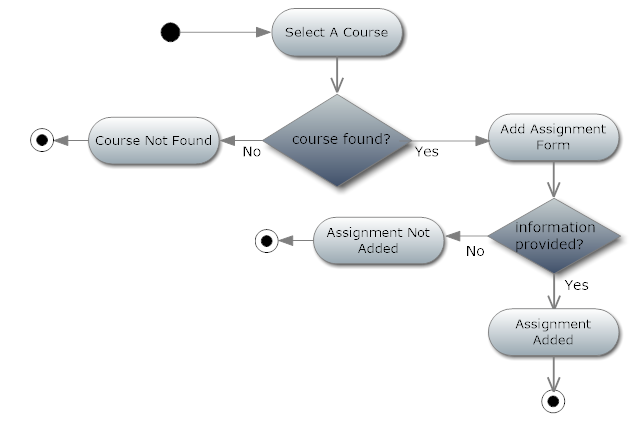 Select A Course
course found?
Course Not Found
No
Yes
Add Assignment
Form
information
provided?
Assignment Not
Added
No
Yes
Assignment
Added